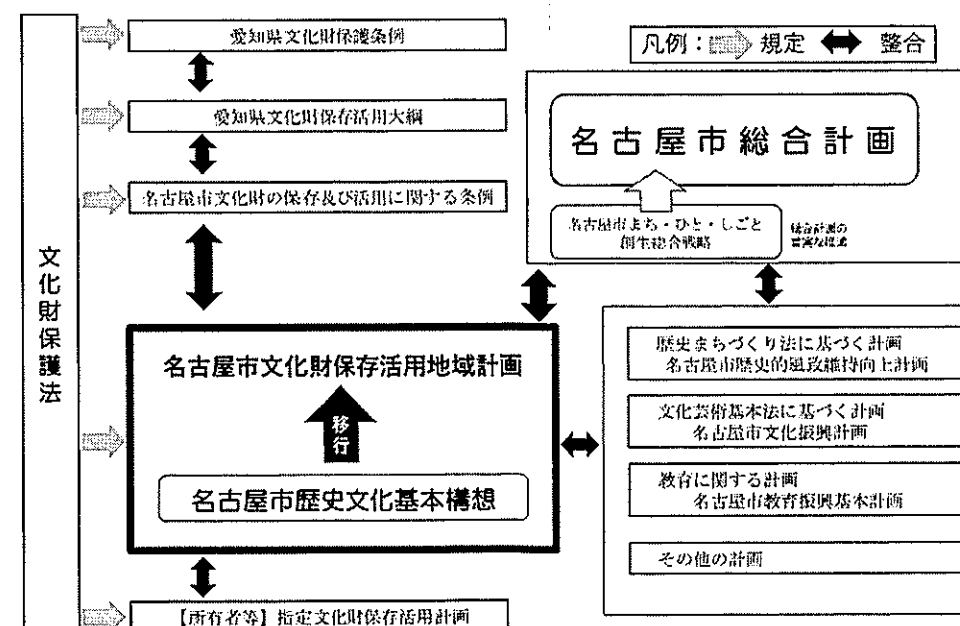 愛知県文化財保護条例
凡例： 規定 整合
愛知県文化財保存活用大綱
名古屋市総合計画
名古屋市文化財の保存及び活用に関する条例
名古屋市まち・ひと・しごと
創生総合戦略
総合計画の
文化財保護法
名古屋市文化財保存活用地域計画
移行
名古屋市歴史文化基本構想
歴史まちづくり法に基づく計画
名古屋市歴史的風致維持向上計画
文化芸術基本法に基づく計画
名古屋市文化振興計画
教育に関する計画
名古屋市教育振興基本計画
その他の計画
【所有者等】指定文化財保存活用計画